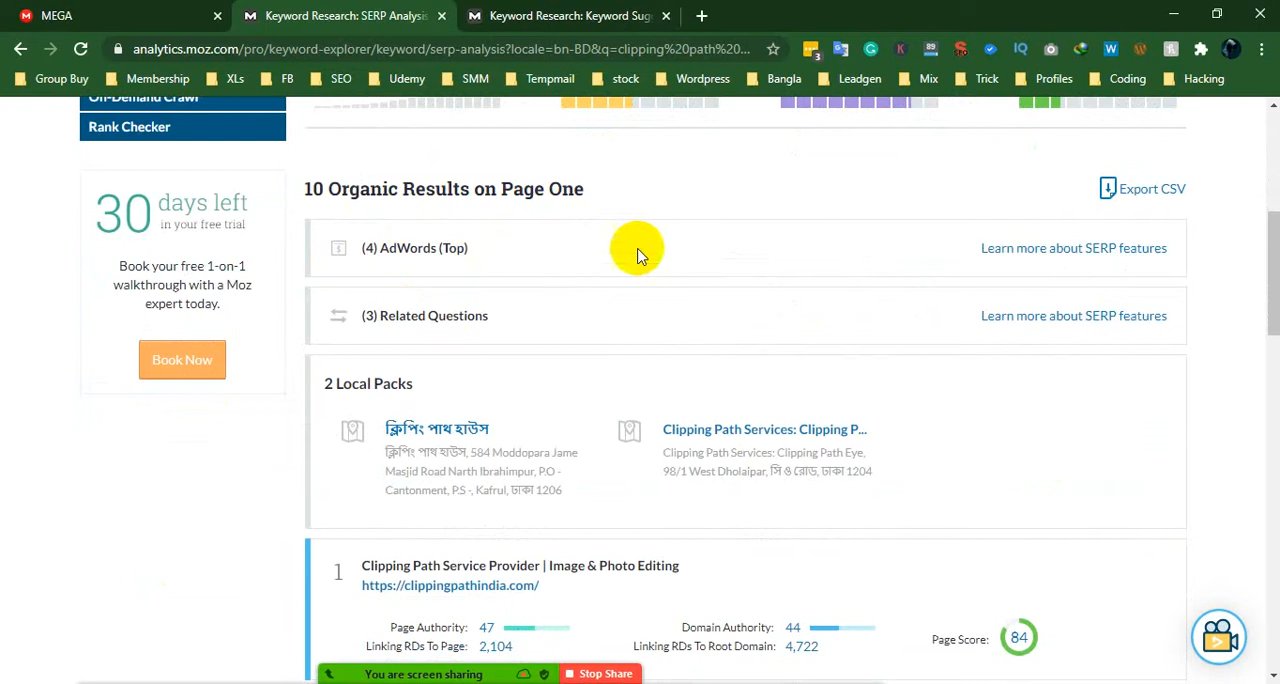 MEGA
Keyword Research: SERP Analysis
Keyword Research: Keyword Sug
analytics.moz.com/pro/keyword-explorer/keyword/serp-analysis?locale=bn-BD&q=clipping%20path%20...
3
89
IQ
Group Buy
Membership
XLs
FB
SEO
Udemy
SMM
Tempmail
stock
Wordpress
Bangla
Leadgen
Mix
Trick
Profiles
Coding
Hacking
On-Demand Crawl
Rank Checker
30 days left
in your free trial
Book your free 1-on-1
walkthrough with a Moz
expert today.
Book Now
10 Organic Results on Page One
Export CSV
(4) AdWords (Top)
Learn more about SERP features
(3) Related Questions
Learn more about SERP features
2 Local Packs
ক্লিপিং পাথ হাউস
ক্লিপিং পাথ হাউস, 584 Moddopara Jame
Masjid Road Narth Ibrahimpur, P.O -
Cantonment, P.S -, Kafrul, ঢাকা 1206
Clipping Path Services: Clipping P...
Clipping Path Services: Clipping Path Eye,
98/1 West Dholaipar, সি ও রোড, ঢাকা 1204
1
Clipping Path Service Provider | Image & Photo Editing
https://clippingpathindia.com/
Page Authority: 47
Linking RDs To Page: 2,104
Domain Authority: 44
Linking RDs To Root Domain: 4,722
Page Score: 84
You are screen sharing
Stop Share